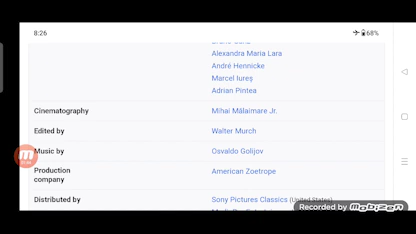 8:26
68%
Alexandra Maria Lara
André Hennicke
Marcel Iureș
Adrian Pintea
Cinematography Mihai Mălaimare Jr.
Edited by Walter Murch
Music by Osvaldo Golijov
Production company American Zoetrope
Distributed by Sony Pictures Classics (United States)
Recorded by Mobizen